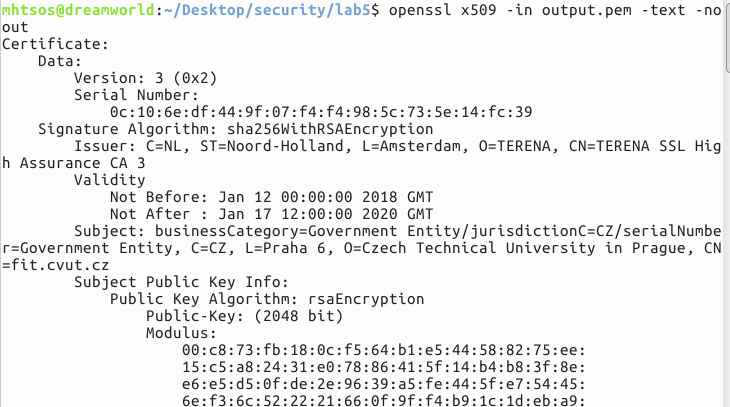 mhtsos@dreamworld:~/Desktop/security/lab5$ openssl x509 -in output.pem -text -no
out
Certificate:
    Data:
        Version: 3 (0x2)
        Serial Number:
            0c:10:6e:df:44:9f:07:f4:f4:98:5c:73:5e:14:fc:39
    Signature Algorithm: sha256WithRSAEncryption
        Issuer: C=NL, ST=Noord-Holland, L=Amsterdam, O=TERENA, CN=TERENA SSL Hig
h Assurance CA 3
        Validity
            Not Before: Jan 12 00:00:00 2018 GMT
            Not After : Jan 17 12:00:00 2020 GMT
        Subject: businessCategory=Government Entity/jurisdictionC=CZ/serialNumbe
r=Government Entity, C=CZ, L=Praha 6, O=Czech Technical University in Prague, CN
=fit.cvut.cz
        Subject Public Key Info:
            Public Key Algorithm: rsaEncryption
                Public-Key: (2048 bit)
                Modulus:
                    00:c8:73:fb:18:0c:f5:64:b1:e5:44:58:82:75:ee:
                    15:c5:a8:24:31:e0:78:86:41:5f:14:b4:b8:3f:8e:
                    e6:e5:d5:0f:de:2e:96:39:a5:fe:44:5f:e7:54:45:
                    6e:f3:6c:52:22:21:66:0f:9f:f4:b9:1c:1d:eb:a9: